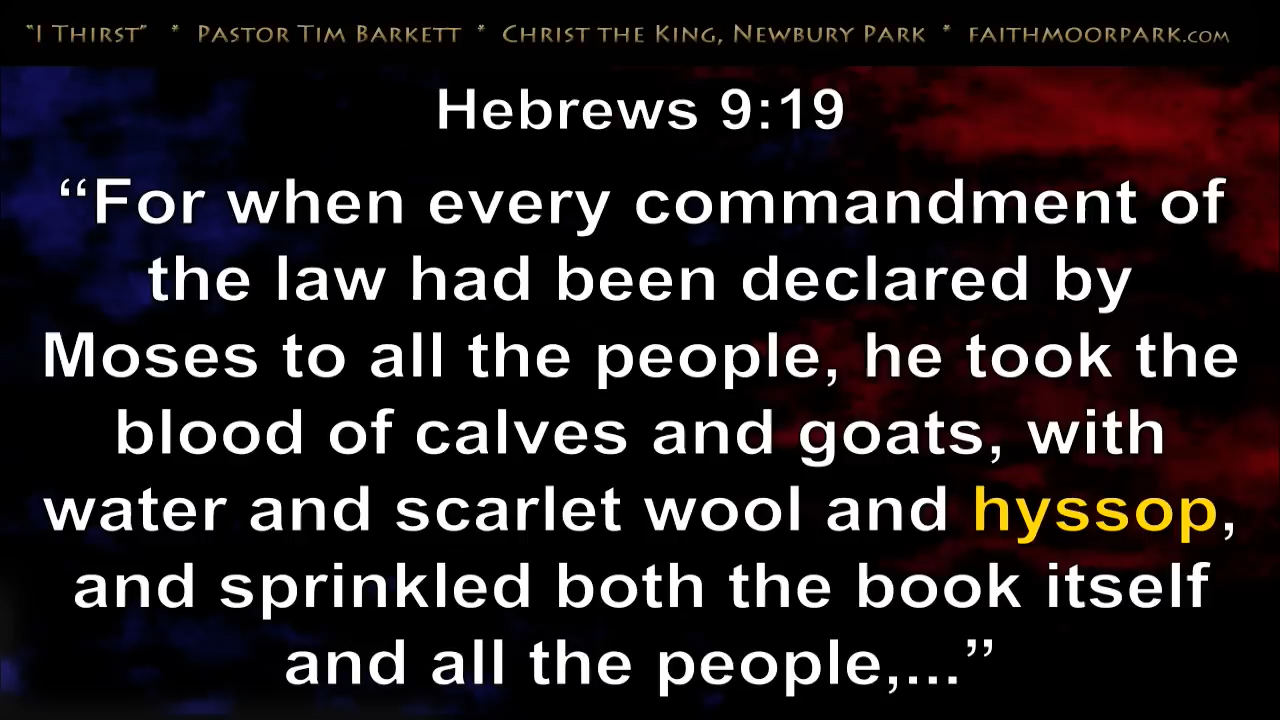 "I Thirst" * Pastor Tim Barkett * Christ the King, Newbury Park * faithmoorpark.com
Hebrews 9:19
“For when every commandment of
the law had been declared by
Moses to all the people, he took the
blood of calves and goats, with
water and scarlet wool and hyssop,
and sprinkled both the book itself
and all the people,...”